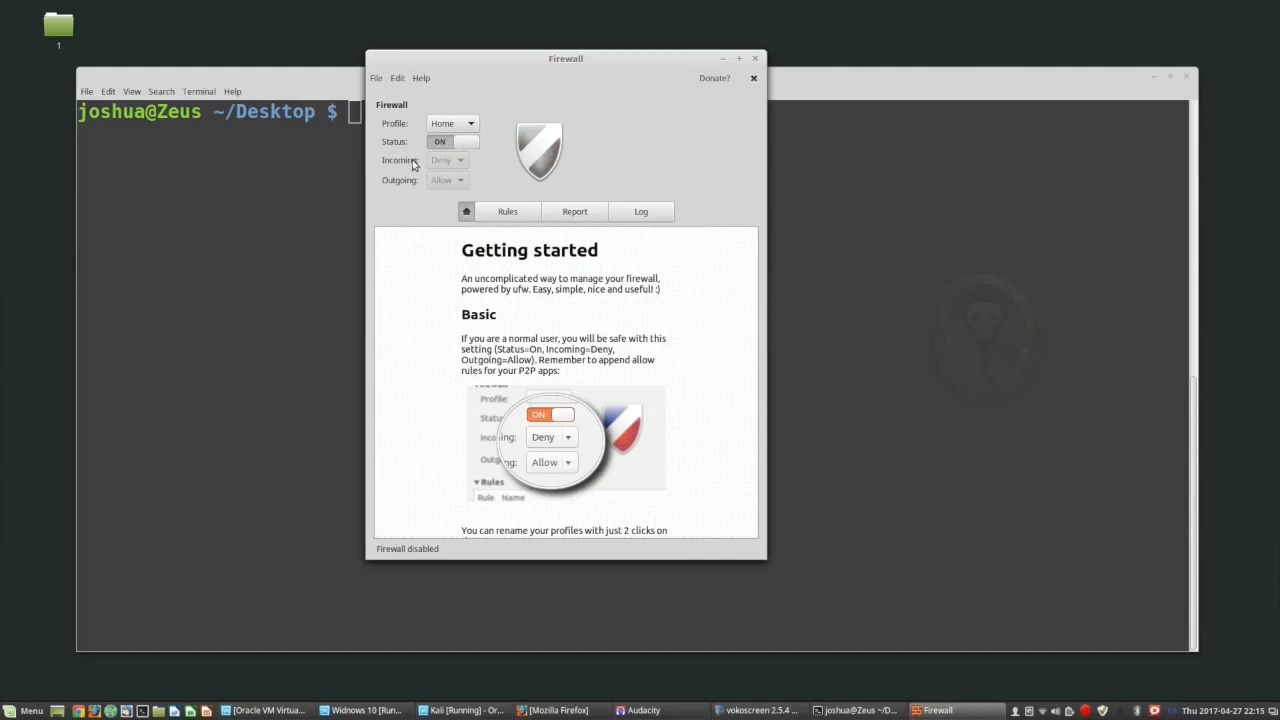 1
Firewall
File Edit Help Donate?
File Edit View Search Terminal Help
joshua@Zeus ~/Desktop $
Firewall
Profile: Home
Status: ON
Incoming: Deny
Outgoing: Allow
Rules Report Log
Getting started
An uncomplicated way to manage your firewall,
powered by ufw. Easy, simple, nice and useful! :)
Basic
If you are a normal user, you will be safe with this
setting (Status=On, Incoming=Deny,
Outgoing=Allow). Remember to append allow
rules for your P2P apps:
Profile:
ON
Deny
Allow
Rules
Rule Name
You can rename your profiles with just 2 clicks on
Firewall disabled
Menu [Oracle VM Virtua... Widnows 10 [Run... Kali [Running] - Or... [Mozilla Firefox] Audacity vokoscreen 2.5.4 ... joshua@Zeus ~/D... Firewall Thu 2017-04-27 22:15